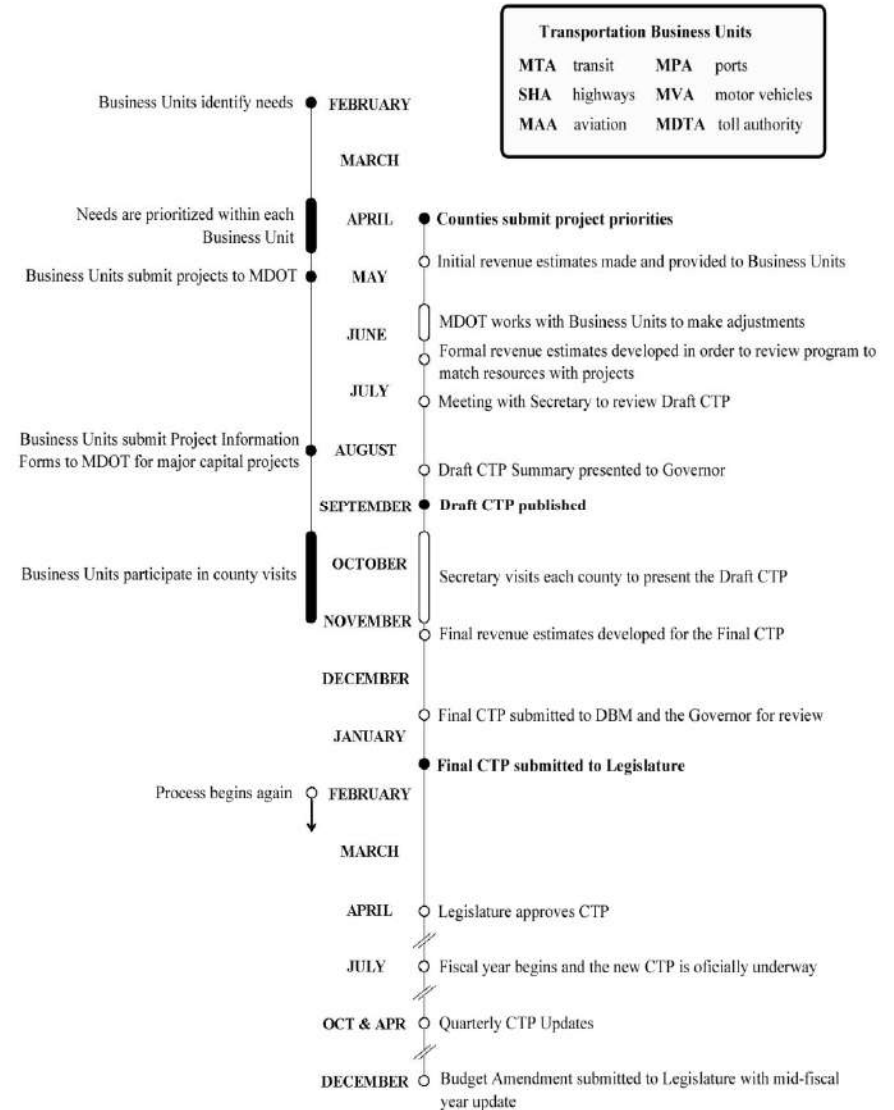 Transportation Business Units
MTA transit MPA ports
SHA highways MVA motor vehicles
MAA aviation MDTA toll authority
Business Units identify needs FEBRUARY
MARCH
Needs are prioritized within each
Business Unit
APRIL Counties submit project priorities
Initial revenue estimates made and provided to Business Units
Business Units submit projects to MDOT MAY
MDOT works with Business Units to make adjustments
JUNE
Formal revenue estimates developed in order to review program to
match resources with projects
JULY
Meeting with Secretary to review Draft CTP
Business Units submit Project Information
Forms to MDOT for major capital projects
AUGUST
Draft CTP Summary presented to Governor
SEPTEMBER Draft CTP published
OCTOBER
Business Units participate in county visits
Secretary visits each county to present the Draft CTP
NOVEMBER
Final revenue estimates developed for the Final CTP
DECEMBER
Final CTP submitted to DBM and the Governor for review
JANUARY
Final CTP submitted to Legislature
Process begins again FEBRUARY
MARCH
APRIL Legislature approves CTP
JULY Fiscal year begins and the new CTP is oficially underway
OCT & APR Quarterly CTP Updates
DECEMBER Budget Amendment submitted to Legislature with mid-fiscal
year update